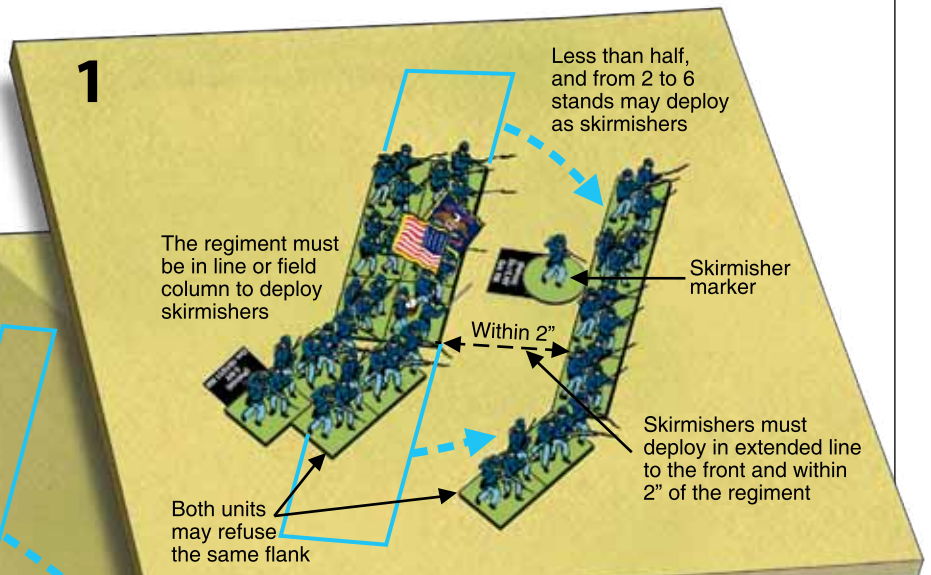 1
Less than half,
and from 2 to 6
stands may deploy
as skirmishers
The regiment must
be in line or field
column to deploy
skirmishers
Skirmisher
marker
Within 2”
Skirmishers must
deploy in extended line
to the front and within
2” of the regiment
Both units
may refuse
the same flank